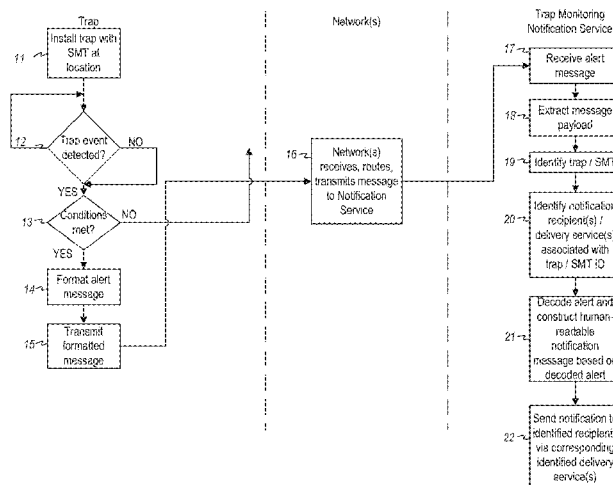 Trap
Network(s)
Trap Monitoring
Notification Service
11
Install trap with
SMT at
location
12
Trap event
detected?
NO
YES
13
Conditions
met?
NO
YES
14
Format alert
message
15
Transmit
formatted
message
16
Network(s)
receives, routes,
transmits message
to Notification
Service
17
Receive alert
message
18
Extract message
payload
19
Identify trap / SMT
20
Identify notification
recipient(s) /
delivery service(s)
associated with
trap / SMT ID
21
Decode alert and
construct human-
readable
notification
message based on
decoded alert
22
Send notification to
identified recipient
via corresponding
identified delivery
service(s)